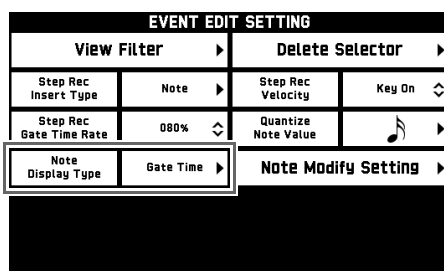 EVENT EDIT SETTING
View Filter
Delete Selector
Step Rec
Insert Type
Note
Step Rec
Velocity
Key On
Step Rec
Gate Time Rate
080%
Quantize
Note Value
Note
Display Type
Gate Time
Note Modify Setting